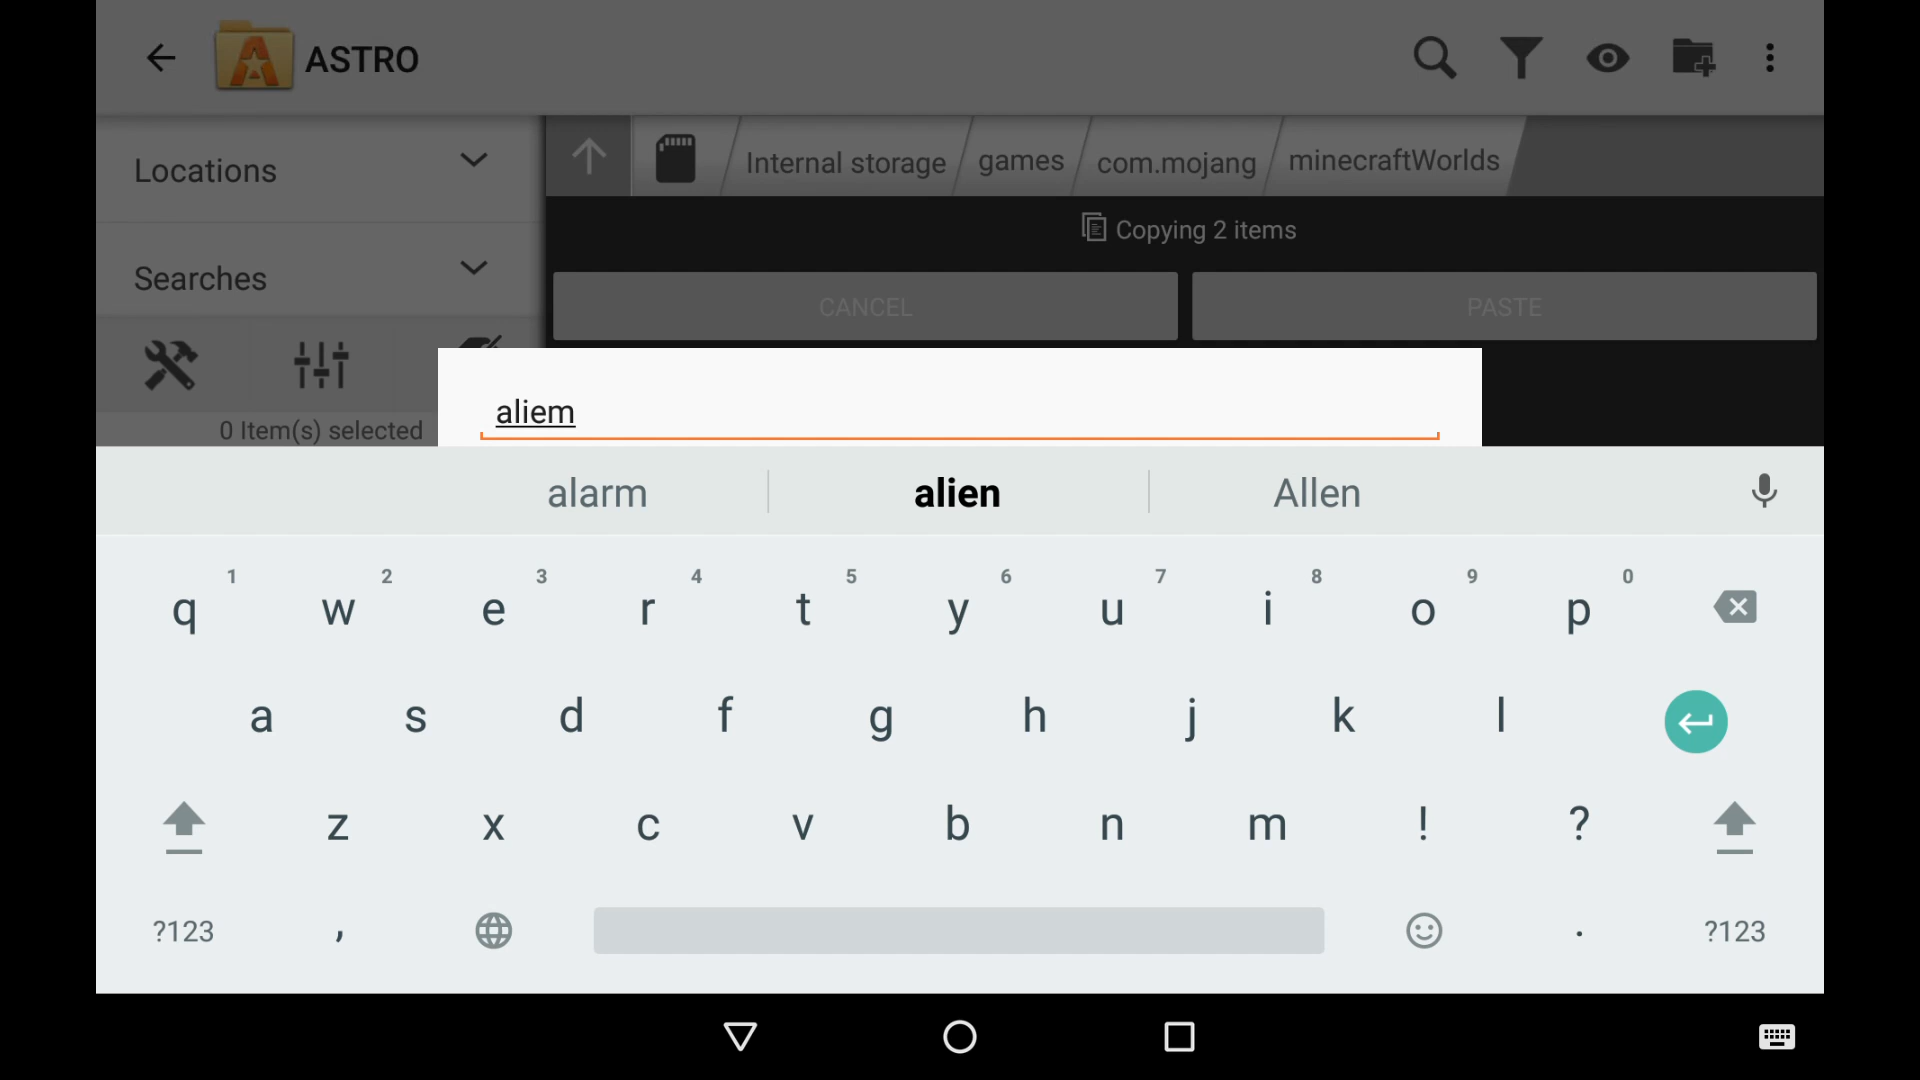 ASTRO
Locations
Internal storage games com.mojang minecraftWorlds
Copying 2 items
Searches
CANCEL PASTE
0 Item(s) selected
aliem
alarm alien Allen
1 2 3 4 5 6 7 8 9 0
q w e r t y u i o p
a s d f g h j k l
z x c v b n m ! ?
?123 , . ?123